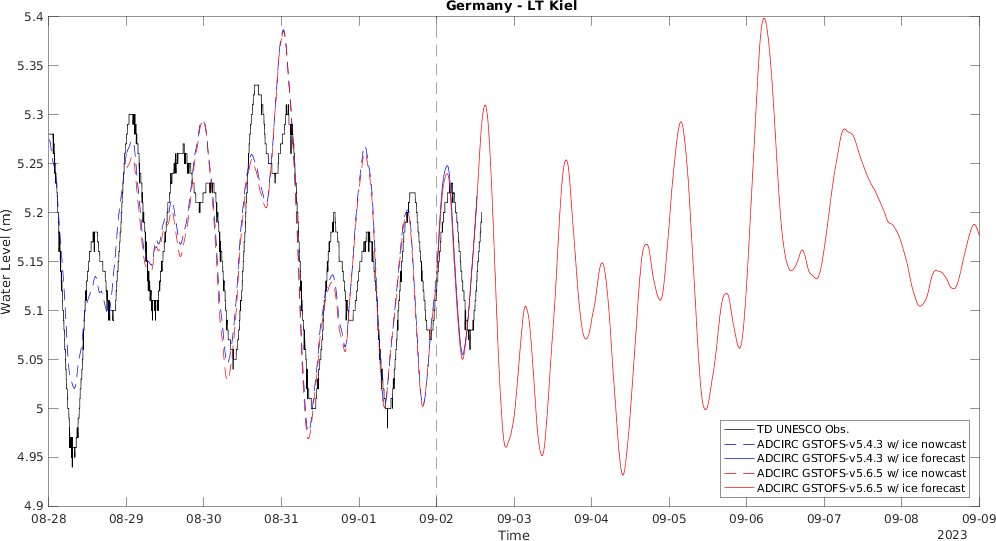 Germany - LT Kiel
5.4
5.35
5.3
5.25
5.2
5.15
5.1
5.05
5
4.95
4.9
Water Level (m)
TD UNESCO Obs.
ADCIRC GSTOFS-v5.4.3 w/ ice nowcast
ADCIRC GSTOFS-v5.4.3 w/ ice forecast
ADCIRC GSTOFS-v5.6.5 w/ ice nowcast
ADCIRC GSTOFS-v5.6.5 w/ ice forecast
08-28 08-29 08-30 08-31 09-01 09-02 09-03 09-04 09-05 09-06 09-07 09-08 09-09
Time
2023